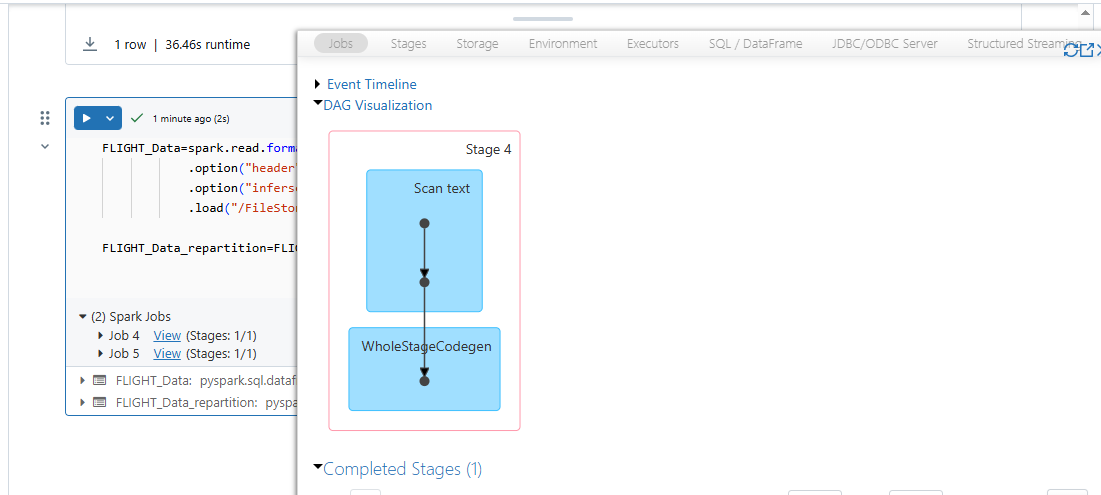 1 row | 36.46s runtime
Jobs Stages Storage Environment Executors SQL / DataFrame JDBC/ODBC Server Structured Streaming
Event Timeline
DAG Visualization
Stage 4
Scan text
WholeStageCodegen
Completed Stages (1)
1 minute ago (2s)
FLIGHT_Data=spark.read.forma
.option("header"
.option("infersc
.load("/FileStor
FLIGHT_Data_repartition=FLIG
(2) Spark Jobs
Job 4 View (Stages: 1/1)
Job 5 View (Stages: 1/1)
FLIGHT_Data: pyspark.sql.dataf
FLIGHT_Data_repartition: pyspa